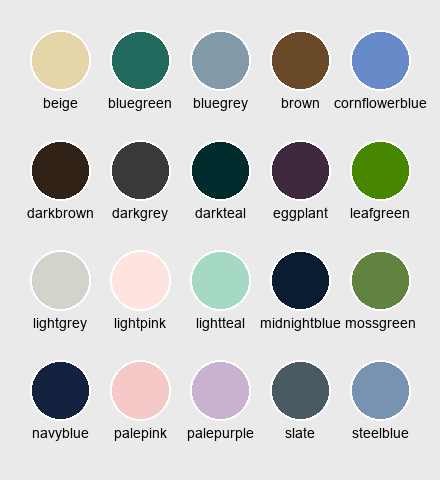 beige bluegreen bluegrey brown cornflowerblue
darkbrown darkgrey darkteal eggplant leafgreen
lightgrey lightpink lightteal midnightblue mossgreen
navyblue palepink palepurple slate steelblue